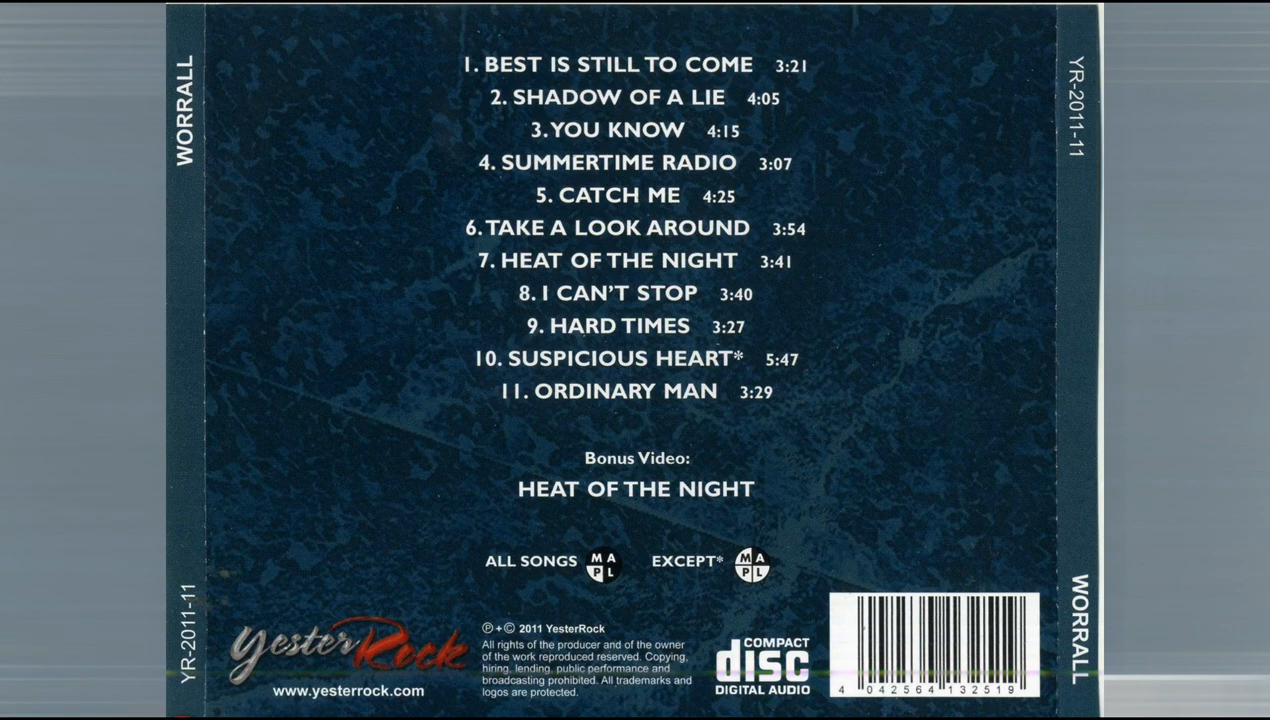 WORRALL
YR-2011-11
1. BEST IS STILL TO COME 3:21
2. SHADOW OF A LIE 4:05
3. YOU KNOW 4:15
4. SUMMERTIME RADIO 3:07
5. CATCH ME 4:25
6. TAKE A LOOK AROUND 3:54
7. HEAT OF THE NIGHT 3:41
8. I CAN'T STOP 3:40
9. HARD TIMES 3:27
10. SUSPICIOUS HEART* 5:47
11. ORDINARY MAN 3:29
Bonus Video:
HEAT OF THE NIGHT
ALL SONGS MAPL EXCEPT* MAPL
YesterRock
www.yesterrock.com
℗+© 2011 YesterRock
All rights of the producer and of the owner
of the work reproduced reserved. Copying,
hiring, lending, public performance and
broadcasting prohibited. All trademarks and
logos are protected.
COMPACT
disc
DIGITAL AUDIO
4 042564 132519
YR-2011-11
WORRALL